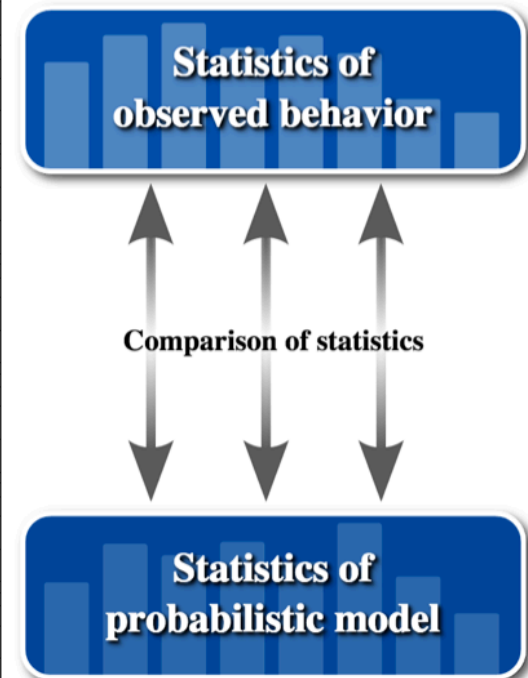 Statistics of
observed behavior
Comparison of statistics
Statistics of
probabilistic model